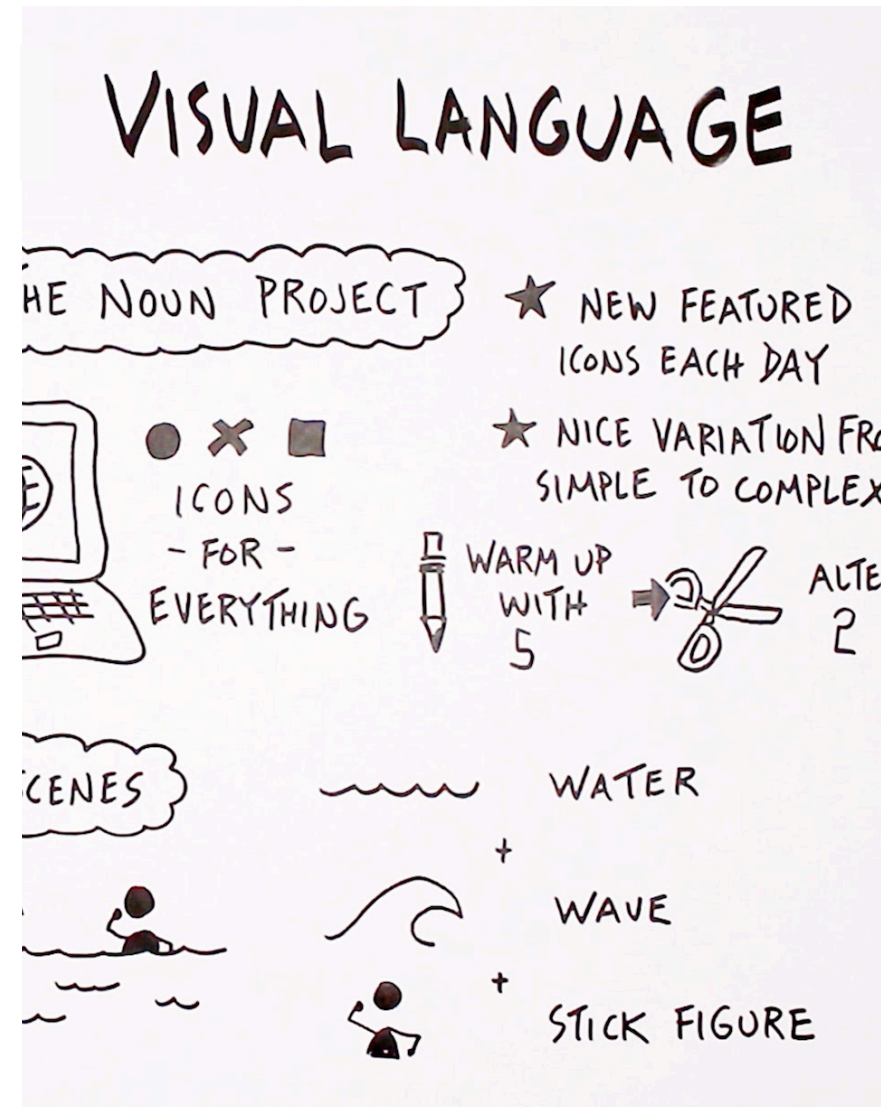 VISUAL LANGUAGE
HE NOUN PROJECT
★ NEW FEATURED
ICONS EACH DAY
★ NICE VARIATION FRO
SIMPLE TO COMPLEX
ICONS
- FOR -
EVERYTHING
WARM UP
WITH
5
ALTE
2
CENES
WATER
+
WAVE
+
STICK FIGURE